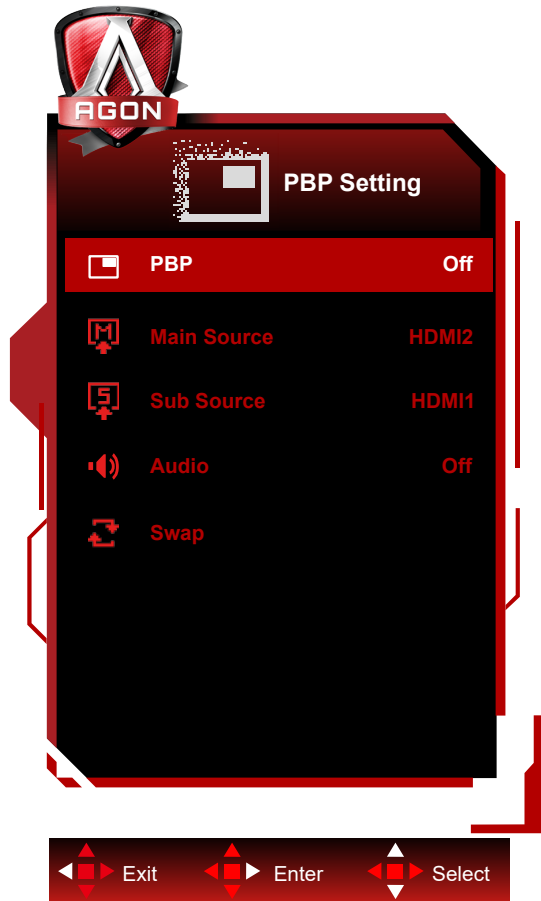 AGON
PBP Setting
PBP Off
Main Source HDMI2
Sub Source HDMI1
Audio Off
Swap
Exit Enter Select